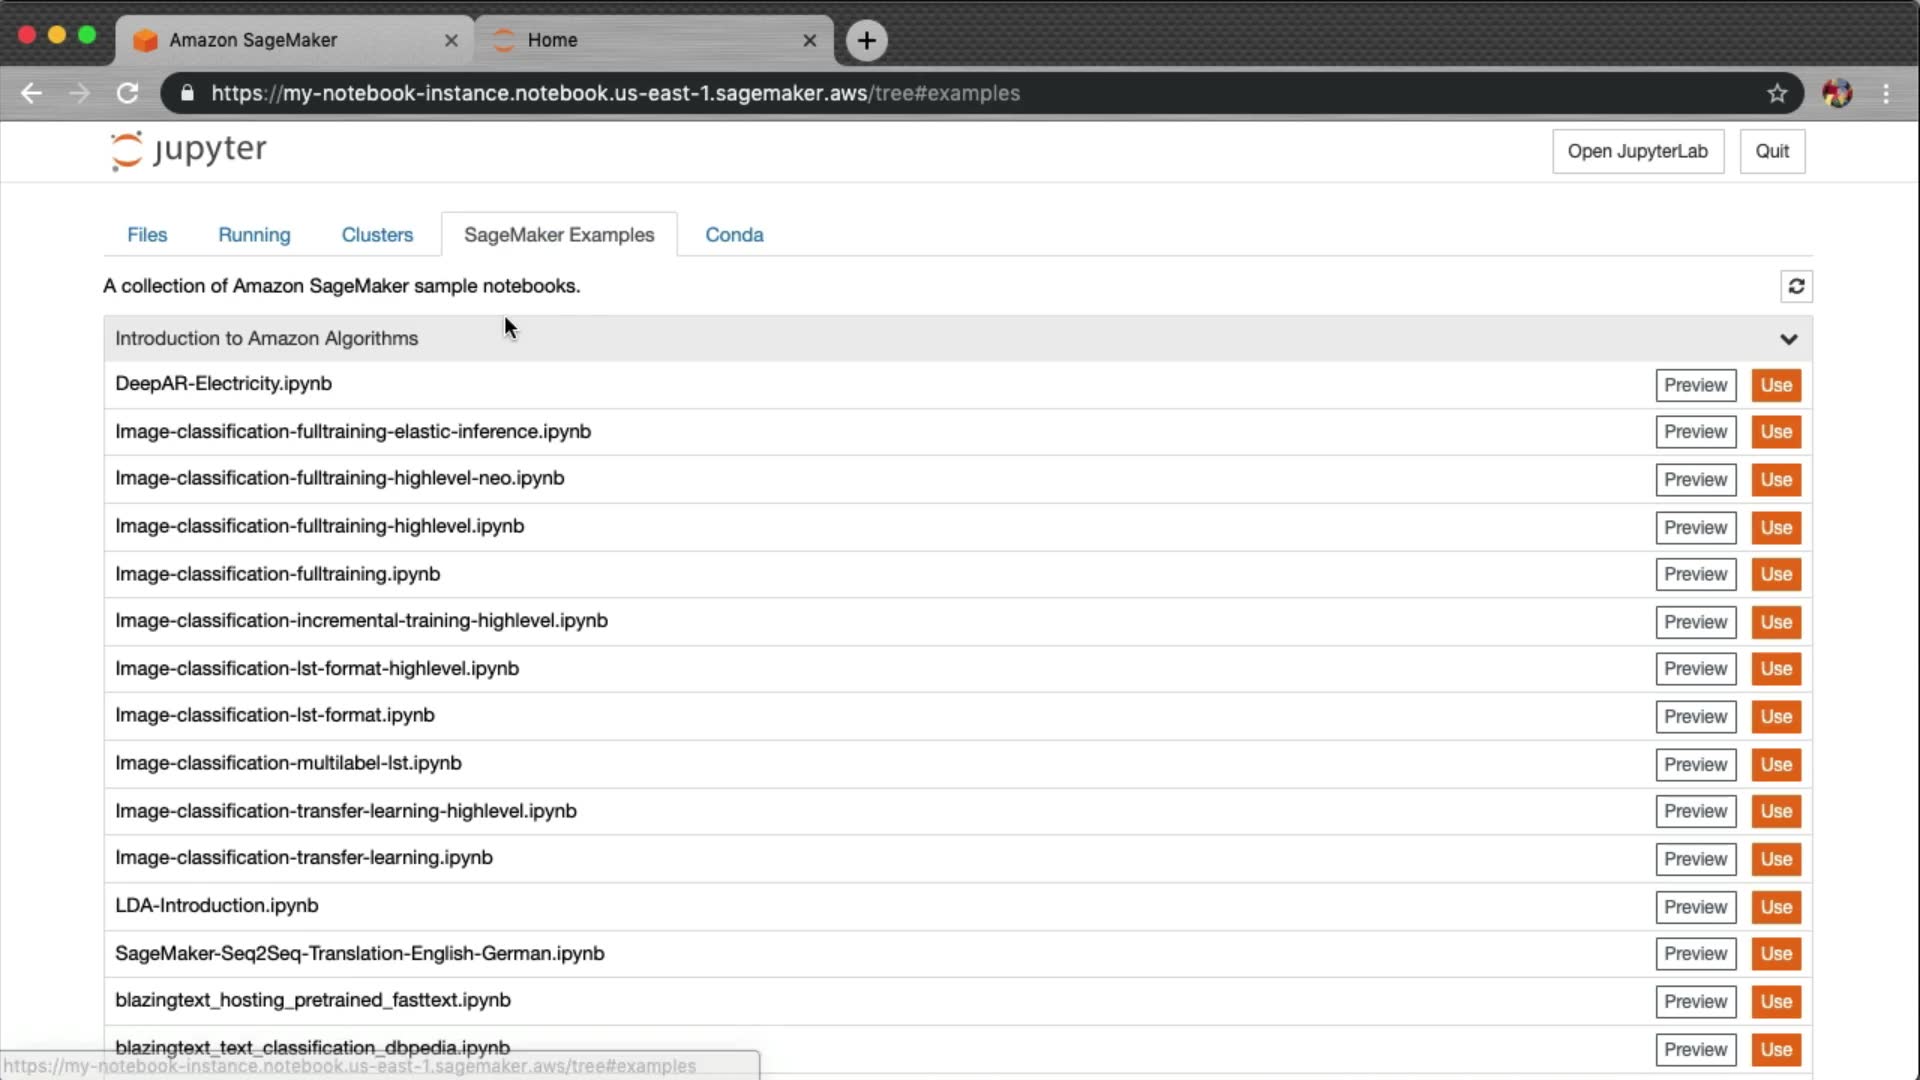 Amazon SageMaker
Home
https://my-notebook-instance.notebook.us-east-1.sagemaker.aws/tree#examples
jupyter
Open JupyterLab
Quit
Files
Running
Clusters
SageMaker Examples
Conda
A collection of Amazon SageMaker sample notebooks.
Introduction to Amazon Algorithms
DeepAR-Electricity.ipynb Preview Use
Image-classification-fulltraining-elastic-inference.ipynb Preview Use
Image-classification-fulltraining-highlevel-neo.ipynb Preview Use
Image-classification-fulltraining-highlevel.ipynb Preview Use
Image-classification-fulltraining.ipynb Preview Use
Image-classification-incremental-training-highlevel.ipynb Preview Use
Image-classification-lst-format-highlevel.ipynb Preview Use
Image-classification-lst-format.ipynb Preview Use
Image-classification-multilabel-lst.ipynb Preview Use
Image-classification-transfer-learning-highlevel.ipynb Preview Use
Image-classification-transfer-learning.ipynb Preview Use
LDA-Introduction.ipynb Preview Use
SageMaker-Seq2Seq-Translation-English-German.ipynb Preview Use
blazingtext_hosting_pretrained_fasttext.ipynb Preview Use
blazingtext_text_classification_dbpedia.ipynb Preview Use
https://my-notebook-instance.notebook.us-east-1.sagemaker.aws/tree#examples